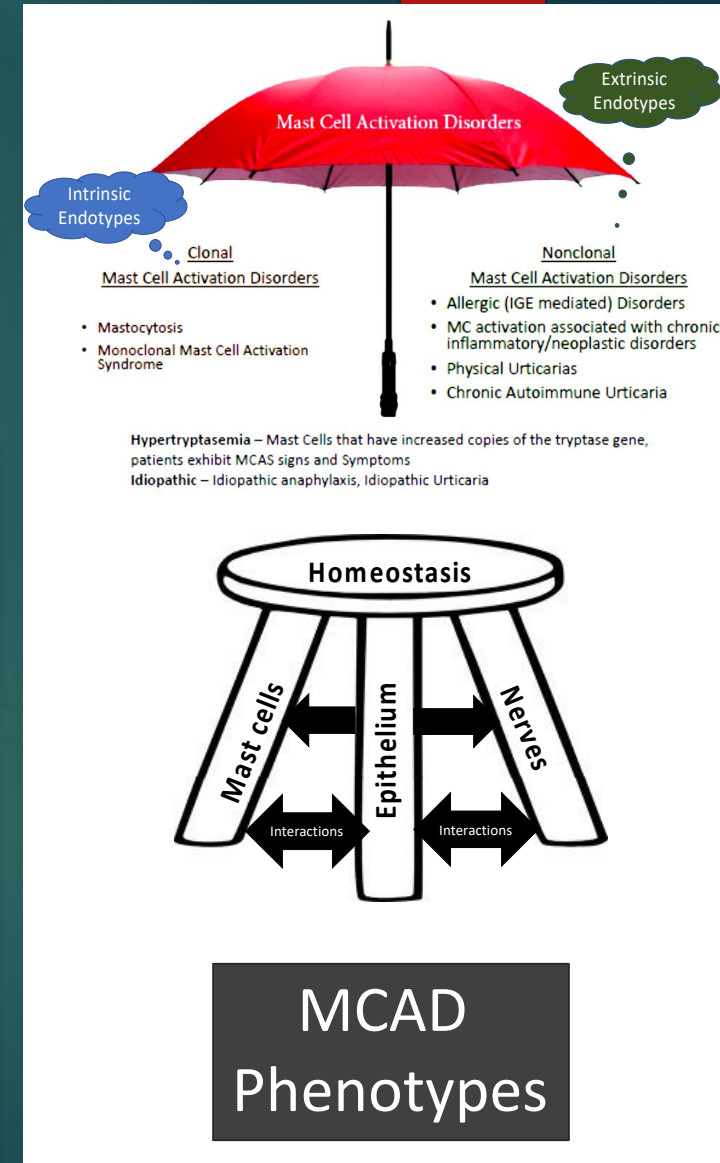 Extrinsic
Endotypes
Mast Cell Activation Disorders
Intrinsic
Endotypes
Clonal
Mast Cell Activation Disorders
• Mastocytosis
• Monoclonal Mast Cell Activation
Syndrome
Nonclonal
Mast Cell Activation Disorders
• Allergic (IGE mediated) Disorders
• MC activation associated with chronic
inflammatory/neoplastic disorders
• Physical Urticarias
• Chronic Autoimmune Urticaria
Hypertryptasemia – Mast Cells that have increased copies of the tryptase gene,
patients exhibit MCAS signs and Symptoms
Idiopathic – Idiopathic anaphylaxis, Idiopathic Urticaria
Homeostasis
Mast cells
Epithelium
Nerves
Interactions
Interactions
MCAD
Phenotypes